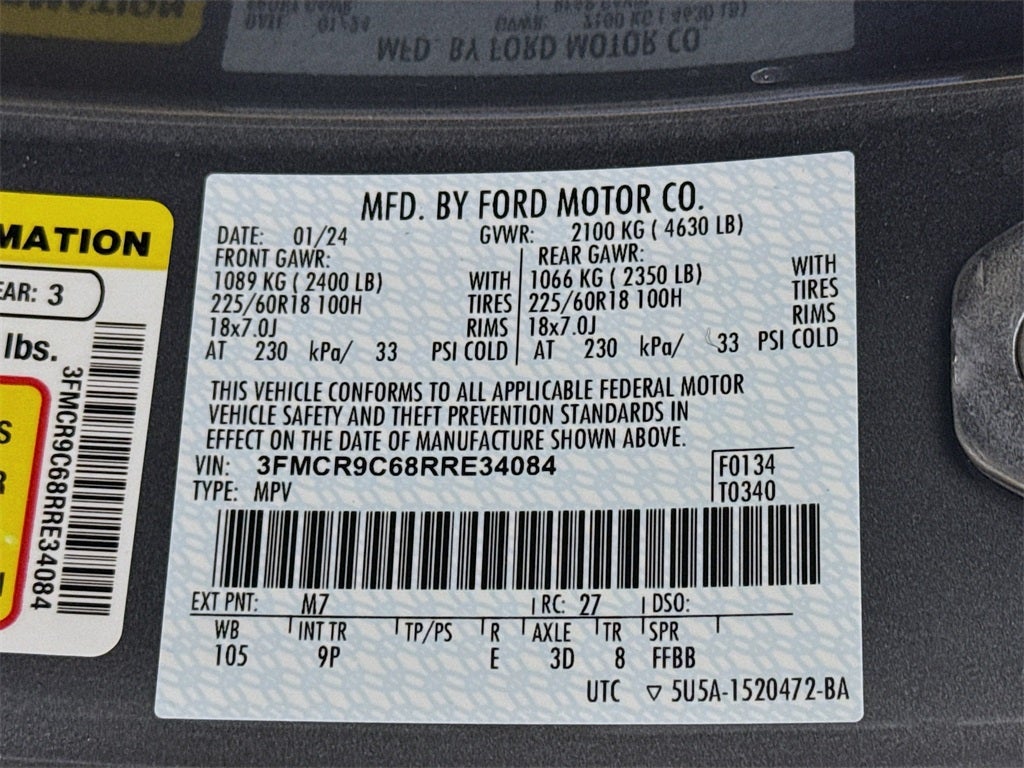 MFD. BY FORD MOTOR CO.
MATION
EAR: 3
lbs.
3FMCR9C68RRE34084
S
R
MFD. BY FORD MOTOR CO.
DATE: 01/24 GVWR: 2100 KG ( 4630 LB)
FRONT GAWR: REAR GAWR:
1089 KG ( 2400 LB) WITH 1066 KG ( 2350 LB) WITH
225/60R18 100H TIRES 225/60R18 100H TIRES
18x7.0J RIMS 18x7.0J RIMS
AT 230 kPa/ 33 PSI COLD AT 230 kPa/ 33 PSI COLD
THIS VEHICLE CONFORMS TO ALL APPLICABLE FEDERAL MOTOR
VEHICLE SAFETY AND THEFT PREVENTION STANDARDS IN
EFFECT ON THE DATE OF MANUFACTURE SHOWN ABOVE.
VIN: 3FMCR9C68RRE34084 F0134
TYPE: MPV T0340
EXT PNT: M7 RC: 27 DSO:
WB INT TR TP/PS R AXLE TR SPR
105 9P E 3D 8 FFBB
UTC ▽ 5U5A-1520472-BA